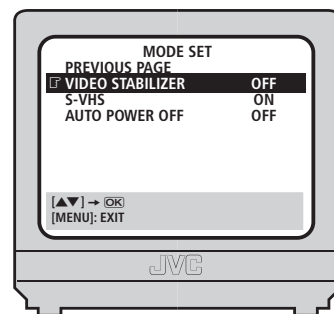 MODE SET
PREVIOUS PAGE
VIDEO STABILIZER OFF
S-VHS ON
AUTO POWER OFF OFF
[▲▼] → OK
[MENU]: EXIT
JVC